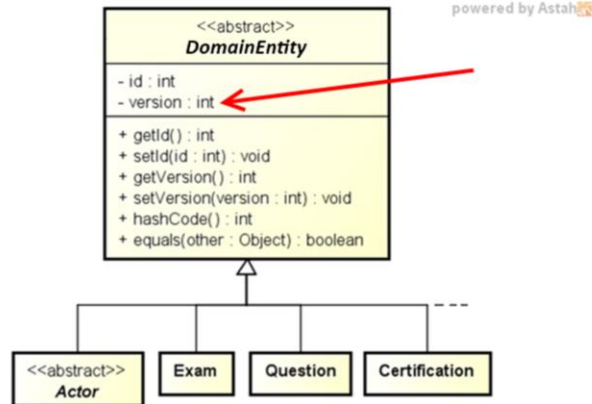 powered by Astah
<<abstract>>
DomainEntity
- id : int
- version : int
+ getId() : int
+ setId(id : int) : void
+ getVersion() : int
+ setVersion(version : int) : void
+ hashCode() : int
+ equals(other : Object) : boolean
<<abstract>>
Actor
Exam
Question
Certification